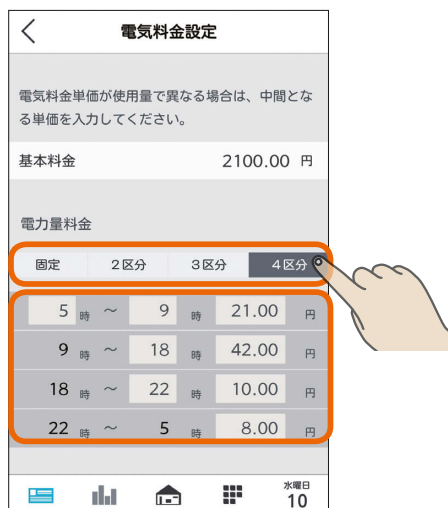 電気料金設定
電気料金単価が使用量で異なる場合は、中間とな
る単価を入力してください。
基本料金 2100.00 円
電力量料金
固定 2区分 3区分 4区分
5 時 ~ 9 時 21.00 円
9 時 ~ 18 時 42.00 円
18 時 ~ 22 時 10.00 円
22 時 ~ 5 時 8.00 円
水曜日
10